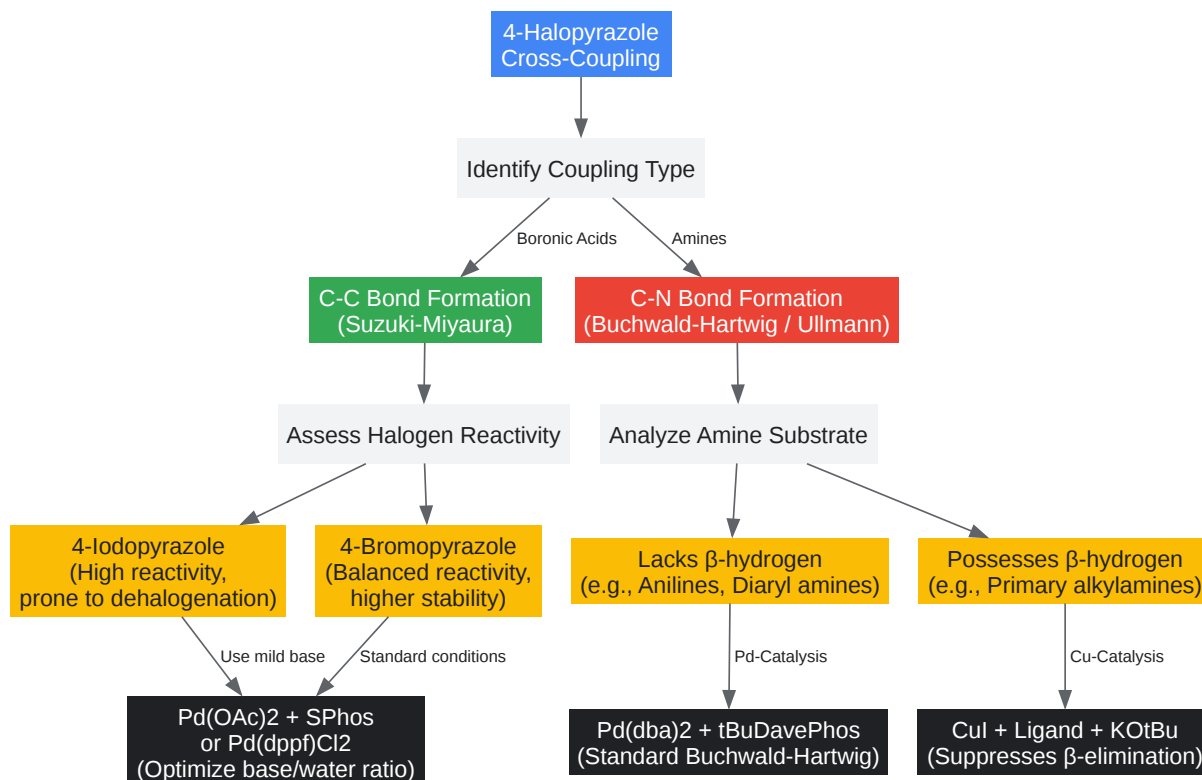 4-Halopyrazole
Cross-Coupling
Identify Coupling Type
Boronic Acids
Amines
C-C Bond Formation
(Suzuki-Miyaura)
C-N Bond Formation
(Buchwald-Hartwig / Ullmann)
Assess Halogen Reactivity
Analyze Amine Substrate
4-Iodopyrazole
(High reactivity,
prone to dehalogenation)
4-Bromopyrazole
(Balanced reactivity,
higher stability)
Lacks β-hydrogen
(e.g., Anilines, Diaryl amines)
Possesses β-hydrogen
(e.g., Primary alkylamines)
Use mild base
Standard conditions
Pd-Catalysis
Cu-Catalysis
Pd(OAc)2 + SPhos
or Pd(dppf)Cl2
(Optimize base/water ratio)
Pd(dba)2 + tBuDavePhos
(Standard Buchwald-Hartwig)
CuI + Ligand + KOtBu
(Suppresses β-elimination)